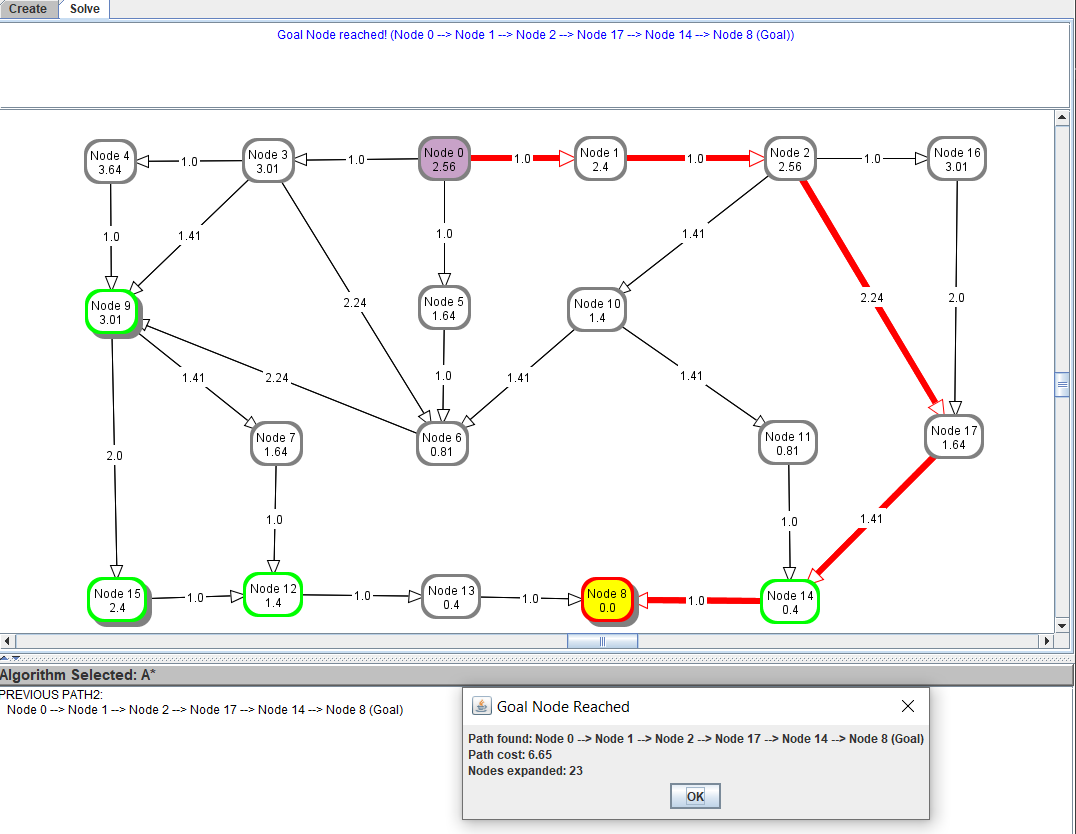 Create Solve
Goal Node reached! (Node 0 --> Node 1 --> Node 2 --> Node 17 --> Node 14 --> Node 8 (Goal))
Node 4
3.64
1.0
Node 3
3.01
1.0
Node 0
2.56
1.0
Node 1
2.4
1.0
Node 2
2.56
1.0
Node 16
3.01
1.0
1.41
1.0
1.41
2.24
2.24
2.0
Node 9
3.01
Node 5
1.64
Node 10
1.4
1.41
2.24
1.0
1.41
1.41
Node 7
1.64
Node 6
0.81
Node 11
0.81
Node 17
1.64
2.0
1.0
1.0
1.41
Node 15
2.4
1.0
Node 12
1.4
1.0
Node 13
0.4
1.0
Node 8
0.0
1.0
Node 14
0.4
Algorithm Selected: A*
PREVIOUS PATH2:
Node 0 --> Node 1 --> Node 2 --> Node 17 --> Node 14 --> Node 8 (Goal)
Goal Node Reached
Path found: Node 0 --> Node 1 --> Node 2 --> Node 17 --> Node 14 --> Node 8 (Goal)
Path cost: 6.65
Nodes expanded: 23
OK